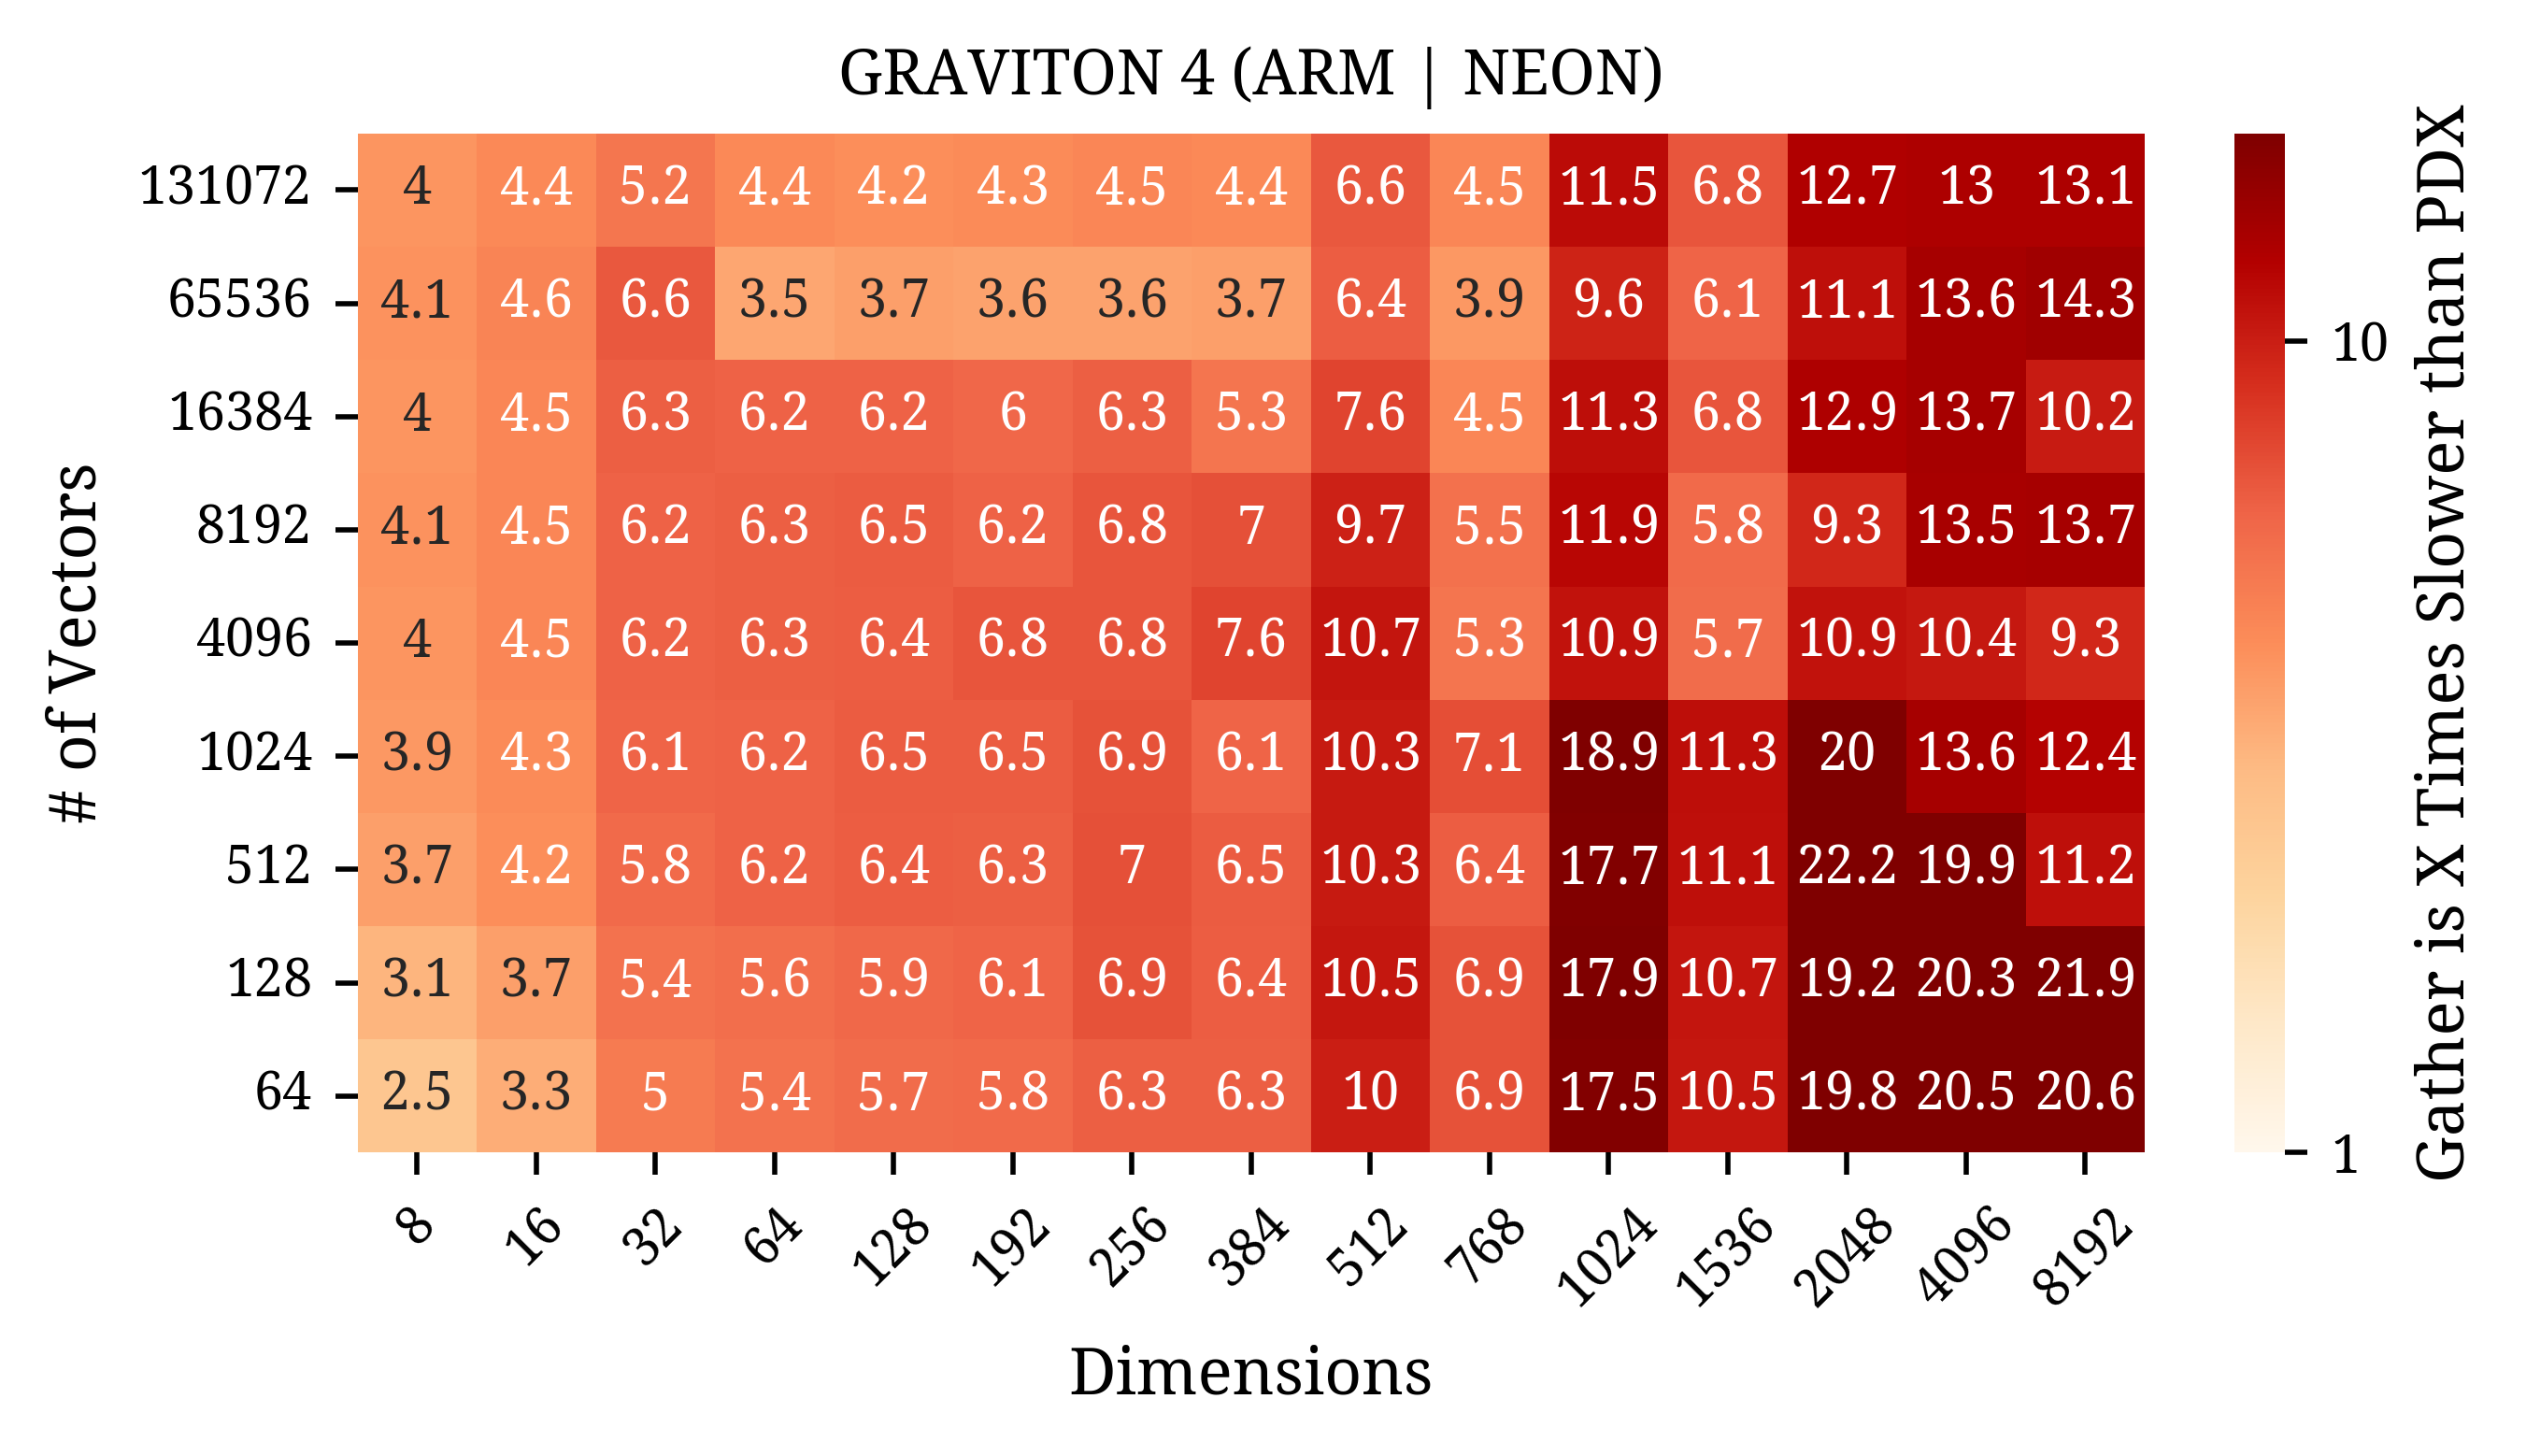 GRAVITON 4 (ARM | NEON)
# of Vectors
131072 4 4.4 5.2 4.4 4.2 4.3 4.5 4.4 6.6 4.5 11.5 6.8 12.7 13 13.1
65536 4.1 4.6 6.6 3.5 3.7 3.6 3.6 3.7 6.4 3.9 9.6 6.1 11.1 13.6 14.3
16384 4 4.5 6.3 6.2 6.2 6 6.3 5.3 7.6 4.5 11.3 6.8 12.9 13.7 10.2
8192 4.1 4.5 6.2 6.3 6.5 6.2 6.8 7 9.7 5.5 11.9 5.8 9.3 13.5 13.7
4096 4 4.5 6.2 6.3 6.4 6.8 6.8 7.6 10.7 5.3 10.9 5.7 10.9 10.4 9.3
1024 3.9 4.3 6.1 6.2 6.5 6.5 6.9 6.1 10.3 7.1 18.9 11.3 20 13.6 12.4
512 3.7 4.2 5.8 6.2 6.4 6.3 7 6.5 10.3 6.4 17.7 11.1 22.2 19.9 11.2
128 3.1 3.7 5.4 5.6 5.9 6.1 6.9 6.4 10.5 6.9 17.9 10.7 19.2 20.3 21.9
64 2.5 3.3 5 5.4 5.7 5.8 6.3 6.3 10 6.9 17.5 10.5 19.8 20.5 20.6
8 16 32 64 128 192 256 384 512 768 1024 1536 2048 4096 8192
Dimensions
10
1
Gather is X Times Slower than PDX